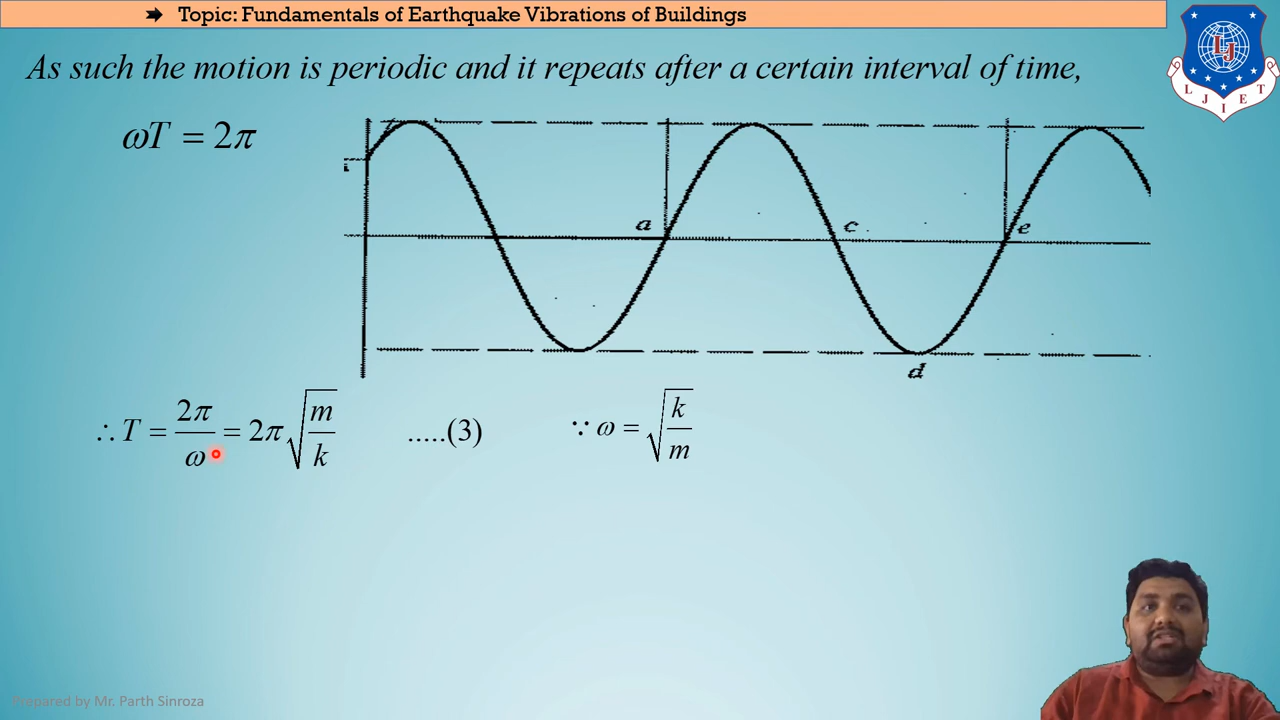 ➔ Topic: Fundamentals of Earthquake Vibrations of Buildings
LJ
L J I E T
As such the motion is periodic and it repeats after a certain interval of time,
ωT = 2π
a
c
e
d
∴ T = 2π/ω = 2π√(m/k) .....(3) ∵ ω = √(k/m)
Prepared by Mr. Parth Sinroza